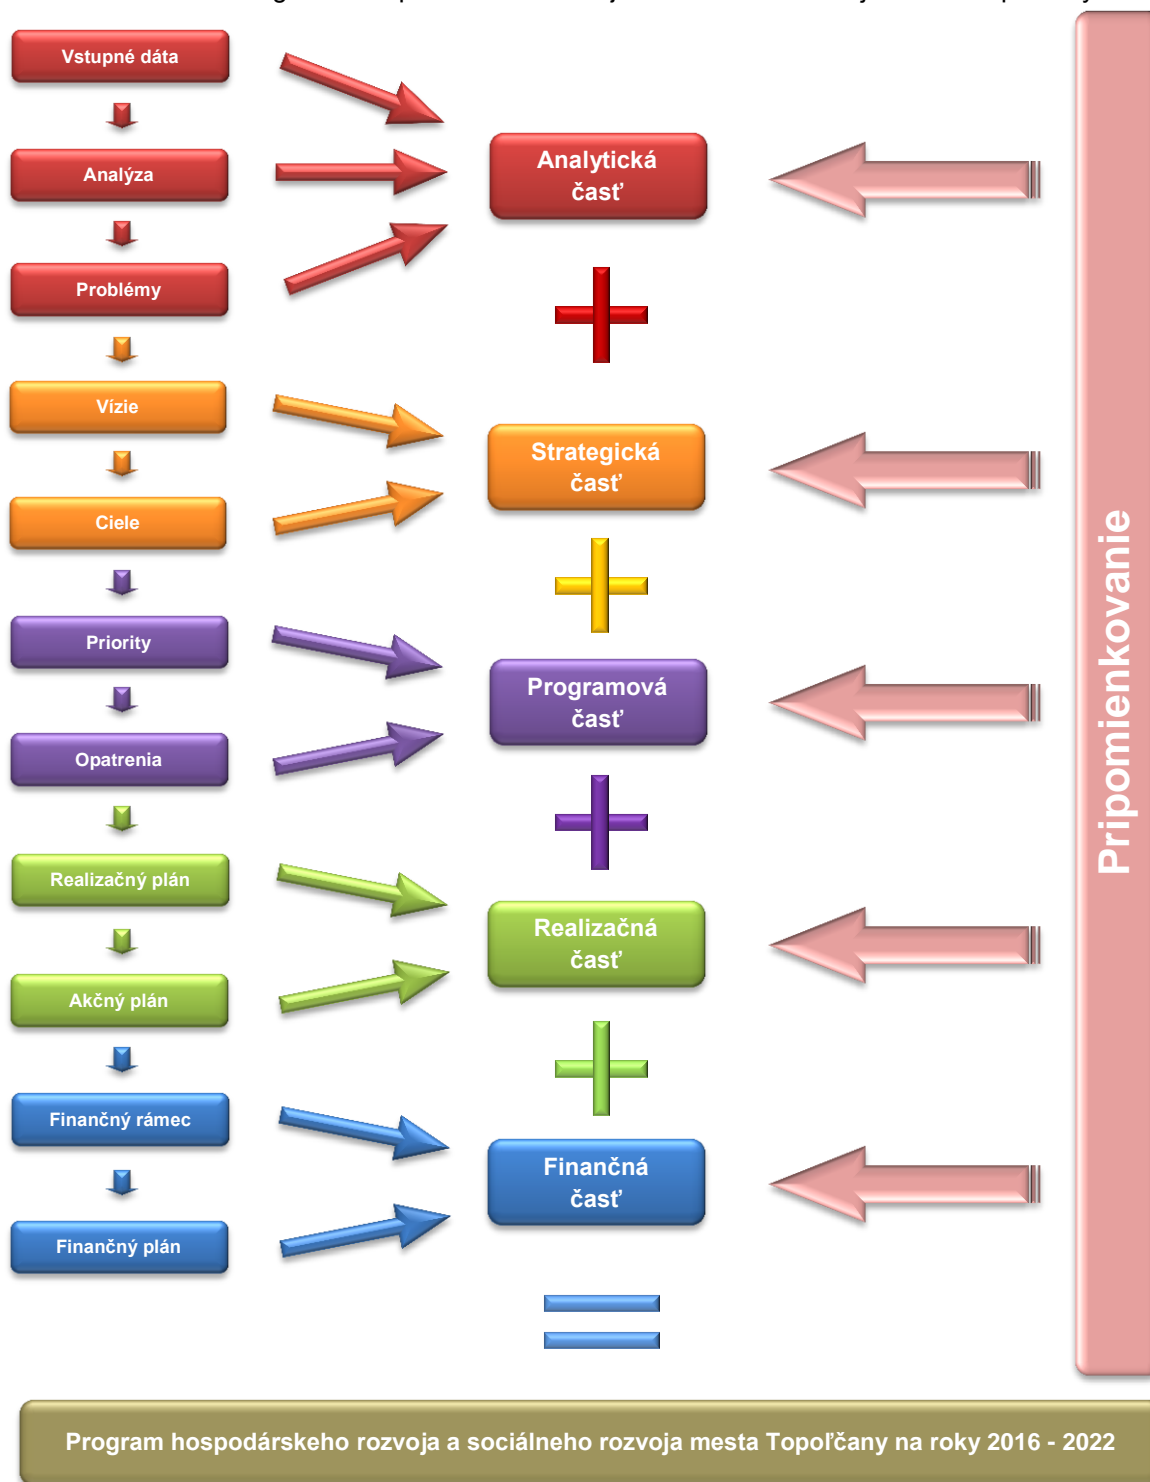 Vstupné dáta
Analýza
Problémy
Vízie
Ciele
Priority
Opatrenia
Realizačný plán
Akčný plán
Finančný rámec
Finančný plán
Analytická
časť
Strategická
časť
Programová
časť
Realizačná
časť
Finančná
časť
Pripomienkovanie
Program hospodárskeho rozvoja a sociálneho rozvoja mesta Topoľčany na roky 2016 - 2022